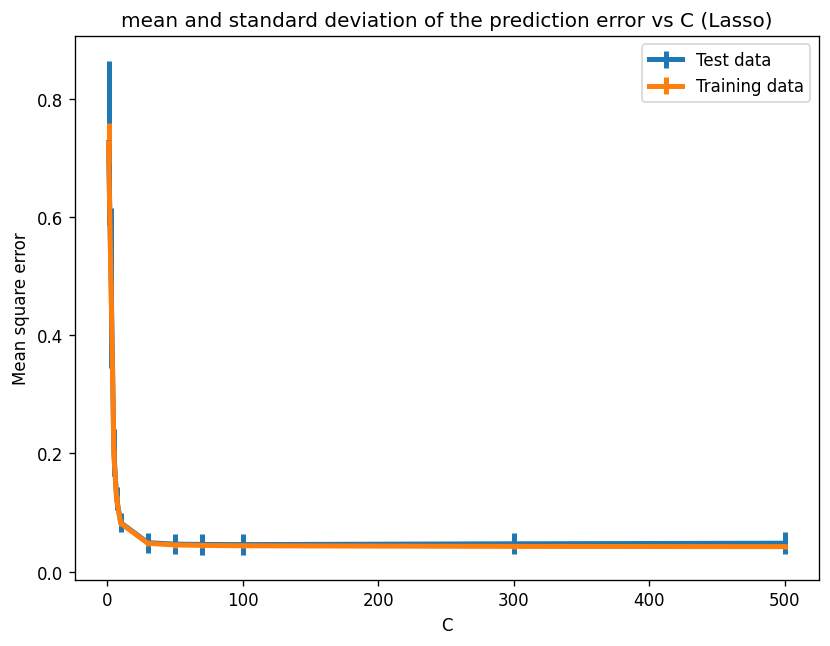 mean and standard deviation of the prediction error vs C (Lasso)
Test data
Training data
Mean square error
0.8
0.6
0.4
0.2
0.0
0 100 200 300 400 500
C